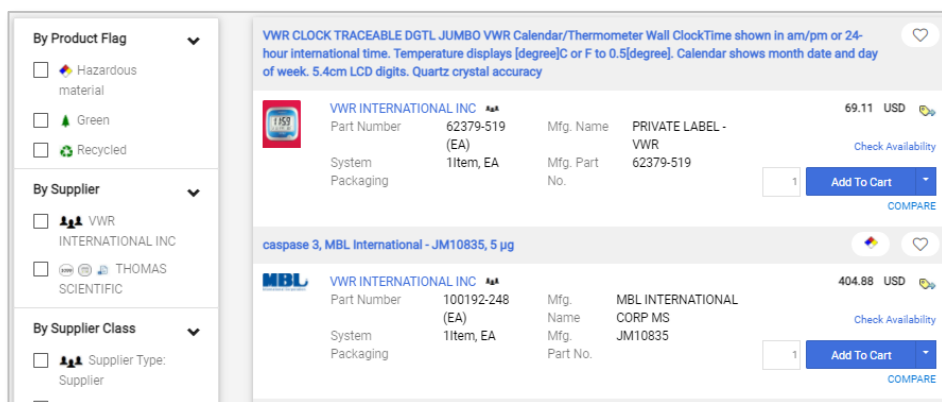 By Product Flag
Hazardous
material
Green
Recycled
By Supplier
VWR
INTERNATIONAL INC
THOMAS
SCIENTIFIC
By Supplier Class
Supplier Type:
Supplier
VWR CLOCK TRACEABLE DGTL JUMBO VWR Calendar/Thermometer Wall ClockTime shown in am/pm or 24-
hour international time. Temperature displays [degree]C or F to 0.5[degree]. Calendar shows month date and day
of week. 5.4cm LCD digits. Quartz crystal accuracy
VWR INTERNATIONAL INC
69.11 USD
Part Number 62379-519 Mfg. Name PRIVATE LABEL -
(EA) VWR
Check Availability
System 1Item, EA Mfg. Part 62379-519
Packaging No.
1 Add To Cart
COMPARE
caspase 3, MBL International - JM10835, 5 μg
MBL
VWR INTERNATIONAL INC
404.88 USD
Part Number 100192-248 Mfg. MBL INTERNATIONAL
(EA) Name CORP MS
Check Availability
System 1Item, EA Mfg. JM10835
Packaging Part No.
1 Add To Cart
COMPARE